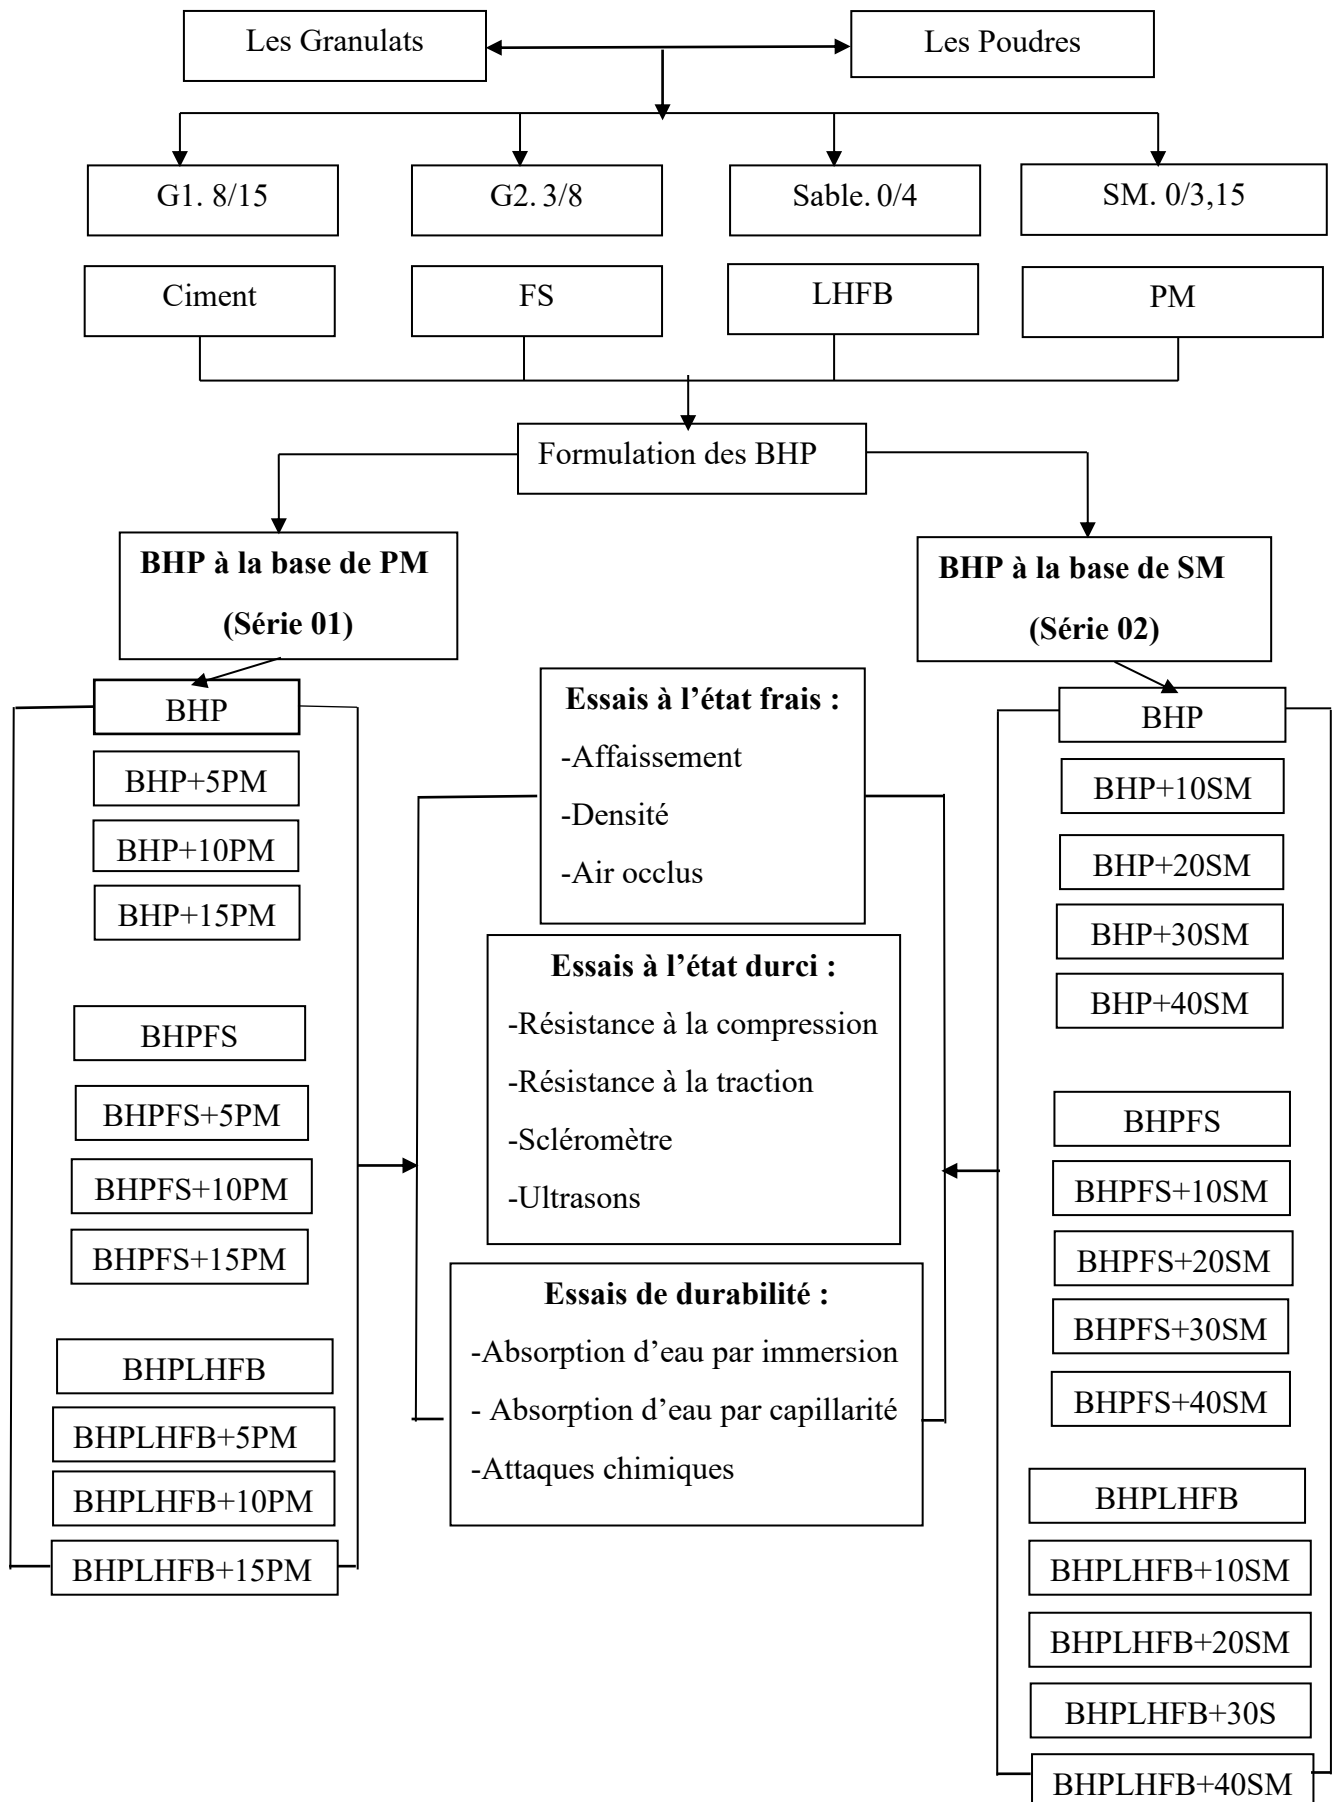 Les Granulats
Les Poudres
G1. 8/15
G2. 3/8
Sable. 0/4
SM. 0/3,15
Ciment
FS
LHFB
PM
Formulation des BHP
BHP à la base de PM
(Série 01)
BHP à la base de SM
(Série 02)
BHP
BHP+5PM
BHP+10PM
BHP+15PM
BHPFS
BHPFS+5PM
BHPFS+10PM
BHPFS+15PM
BHPLHFB
BHPLHFB+5PM
BHPLHFB+10PM
BHPLHFB+15PM
Essais à l’état frais :
-Affaissement
-Densité
-Air occlus
Essais à l’état durci :
-Résistance à la compression
-Résistance à la traction
-Scléromètre
-Ultrasons
Essais de durabilité :
-Absorption d’eau par immersion
- Absorption d’eau par capillarité
-Attaques chimiques
BHP
BHP+10SM
BHP+20SM
BHP+30SM
BHP+40SM
BHPFS
BHPFS+10SM
BHPFS+20SM
BHPFS+30SM
BHPFS+40SM
BHPLHFB
BHPLHFB+10SM
BHPLHFB+20SM
BHPLHFB+30S
BHPLHFB+40SM